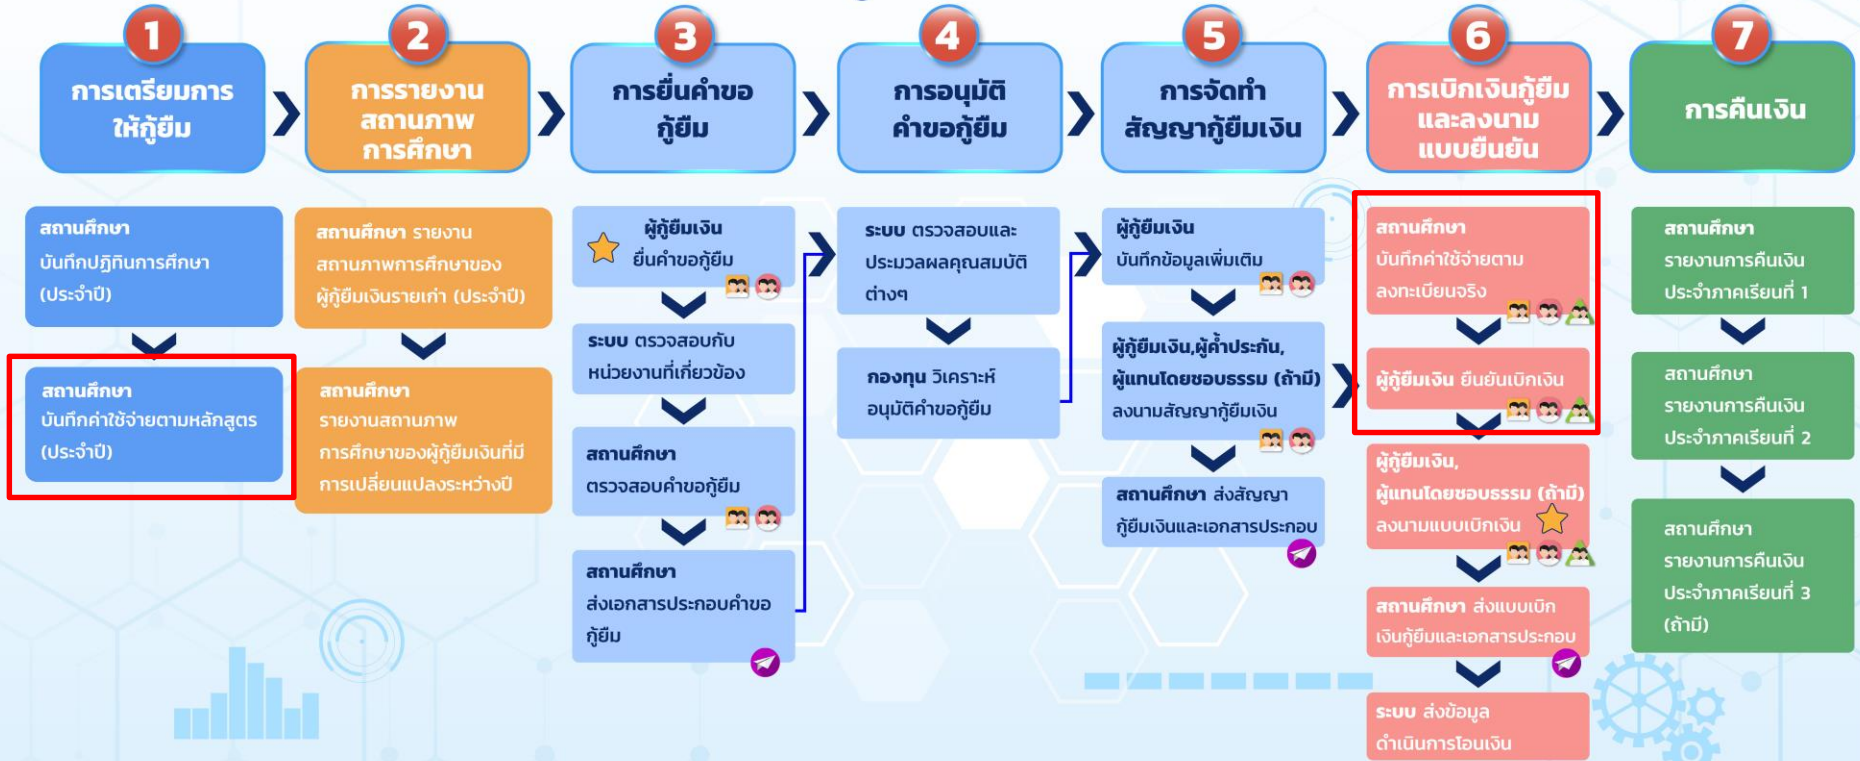 1
การเตรียมการ
ให้กู้ยืม
สถานศึกษา
บันทึกปฏิทินการศึกษา
(ประจำปี)
สถานศึกษา
บันทึกค่าใช้จ่ายตามหลักสูตร
(ประจำปี)
2
การรายงาน
สถานภาพ
การศึกษา
สถานศึกษา รายงาน
สถานภาพการศึกษาของ
ผู้กู้ยืมเงินรายเก่า (ประจำปี)
สถานศึกษา
รายงานสถานภาพ
การศึกษาของผู้กู้ยืมเงินที่มี
การเปลี่ยนแปลงระหว่างปี
3
การยื่นคำขอ
กู้ยืม
ผู้กู้ยืมเงิน
ยื่นคำขอกู้ยืม
ระบบ ตรวจสอบกับ
หน่วยงานที่เกี่ยวข้อง
สถานศึกษา
ตรวจสอบคำขอกู้ยืม
สถานศึกษา
ส่งเอกสารประกอบคำขอ
กู้ยืม
4
การอนุมัติ
คำขอกู้ยืม
ระบบ ตรวจสอบและ
ประมวลผลคุณสมบัติ
ต่างๆ
กองทุน วิเคราะห์
อนุมัติคำขอกู้ยืม
5
การจัดทำ
สัญญากู้ยืมเงิน
ผู้กู้ยืมเงิน
บันทึกข้อมูลเพิ่มเติม
ผู้กู้ยืมเงิน,ผู้ค้ำประกัน,
ผู้แทนโดยชอบธรรม (ถ้ามี)
ลงนามสัญญากู้ยืมเงิน
สถานศึกษา ส่งสัญญา
กู้ยืมเงินและเอกสารประกอบ
6
การเบิกเงินกู้ยืม
และลงนาม
แบบยืนยัน
สถานศึกษา
บันทึกค่าใช้จ่ายตาม
ลงทะเบียนจริง
ผู้กู้ยืมเงิน ยืนยันเบิกเงิน
ผู้กู้ยืมเงิน,
ผู้แทนโดยชอบธรรม (ถ้ามี)
ลงนามแบบเบิกเงิน
สถานศึกษา ส่งแบบเบิก
เงินกู้ยืมและเอกสารประกอบ
ระบบ ส่งข้อมูล
ดำเนินการโอนเงิน
7
การคืนเงิน
สถานศึกษา
รายงานการคืนเงิน
ประจำภาคเรียนที่ 1
สถานศึกษา
รายงานการคืนเงิน
ประจำภาคเรียนที่ 2
สถานศึกษา
รายงานการคืนเงิน
ประจำภาคเรียนที่ 3
(ถ้ามี)